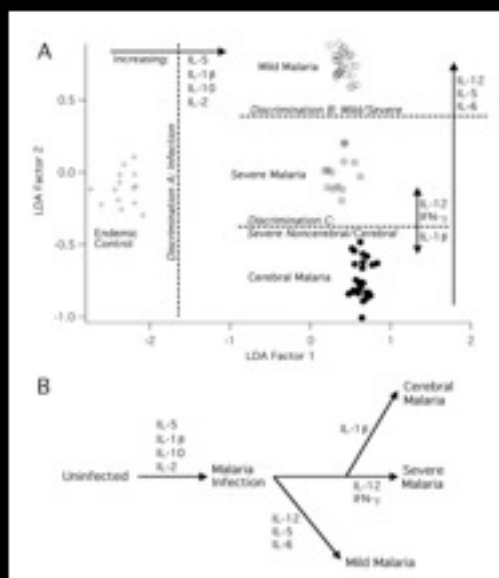 A
Increasing:
IL-5
IL-1β
IL-10
IL-2
Mild Malaria
IL-12
IL-5
IL-6
Discrimination B: Mild/Severe
Discrimination A: Infection
Severe Malaria
Endemic
Control
Discrimination C:
Severe Noncerebral/Cerebral
IL-12
IFN-γ
IL-1β
Cerebral Malaria
LDA Factor 2
0.5
0.0
-0.5
-1.0
-2
-1
0
1
2
LDA Factor 1
B
Uninfected
IL-5
IL-1β
IL-10
IL-2
Malaria
Infection
IL-1β
Cerebral
Malaria
IL-12
IFN-γ
Severe
Malaria
IL-12
IL-5
IL-6
Mild Malaria